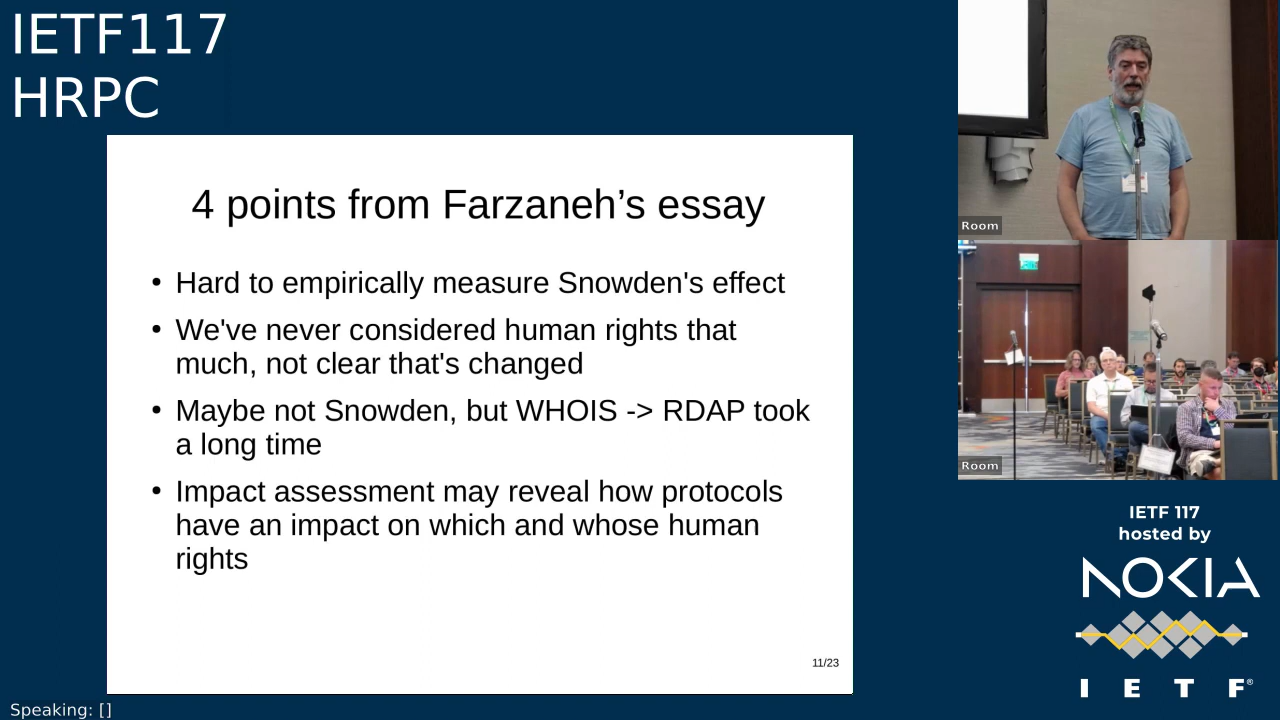 IETF117
HRPC
4 points from Farzaneh’s essay
• Hard to empirically measure Snowden's effect
• We've never considered human rights that
much, not clear that's changed
• Maybe not Snowden, but WHOIS -> RDAP took
a long time
• Impact assessment may reveal how protocols
have an impact on which and whose human
rights
11/23
Room
Room
IETF 117
hosted by
NOKIA
I E T F®
Speaking: []